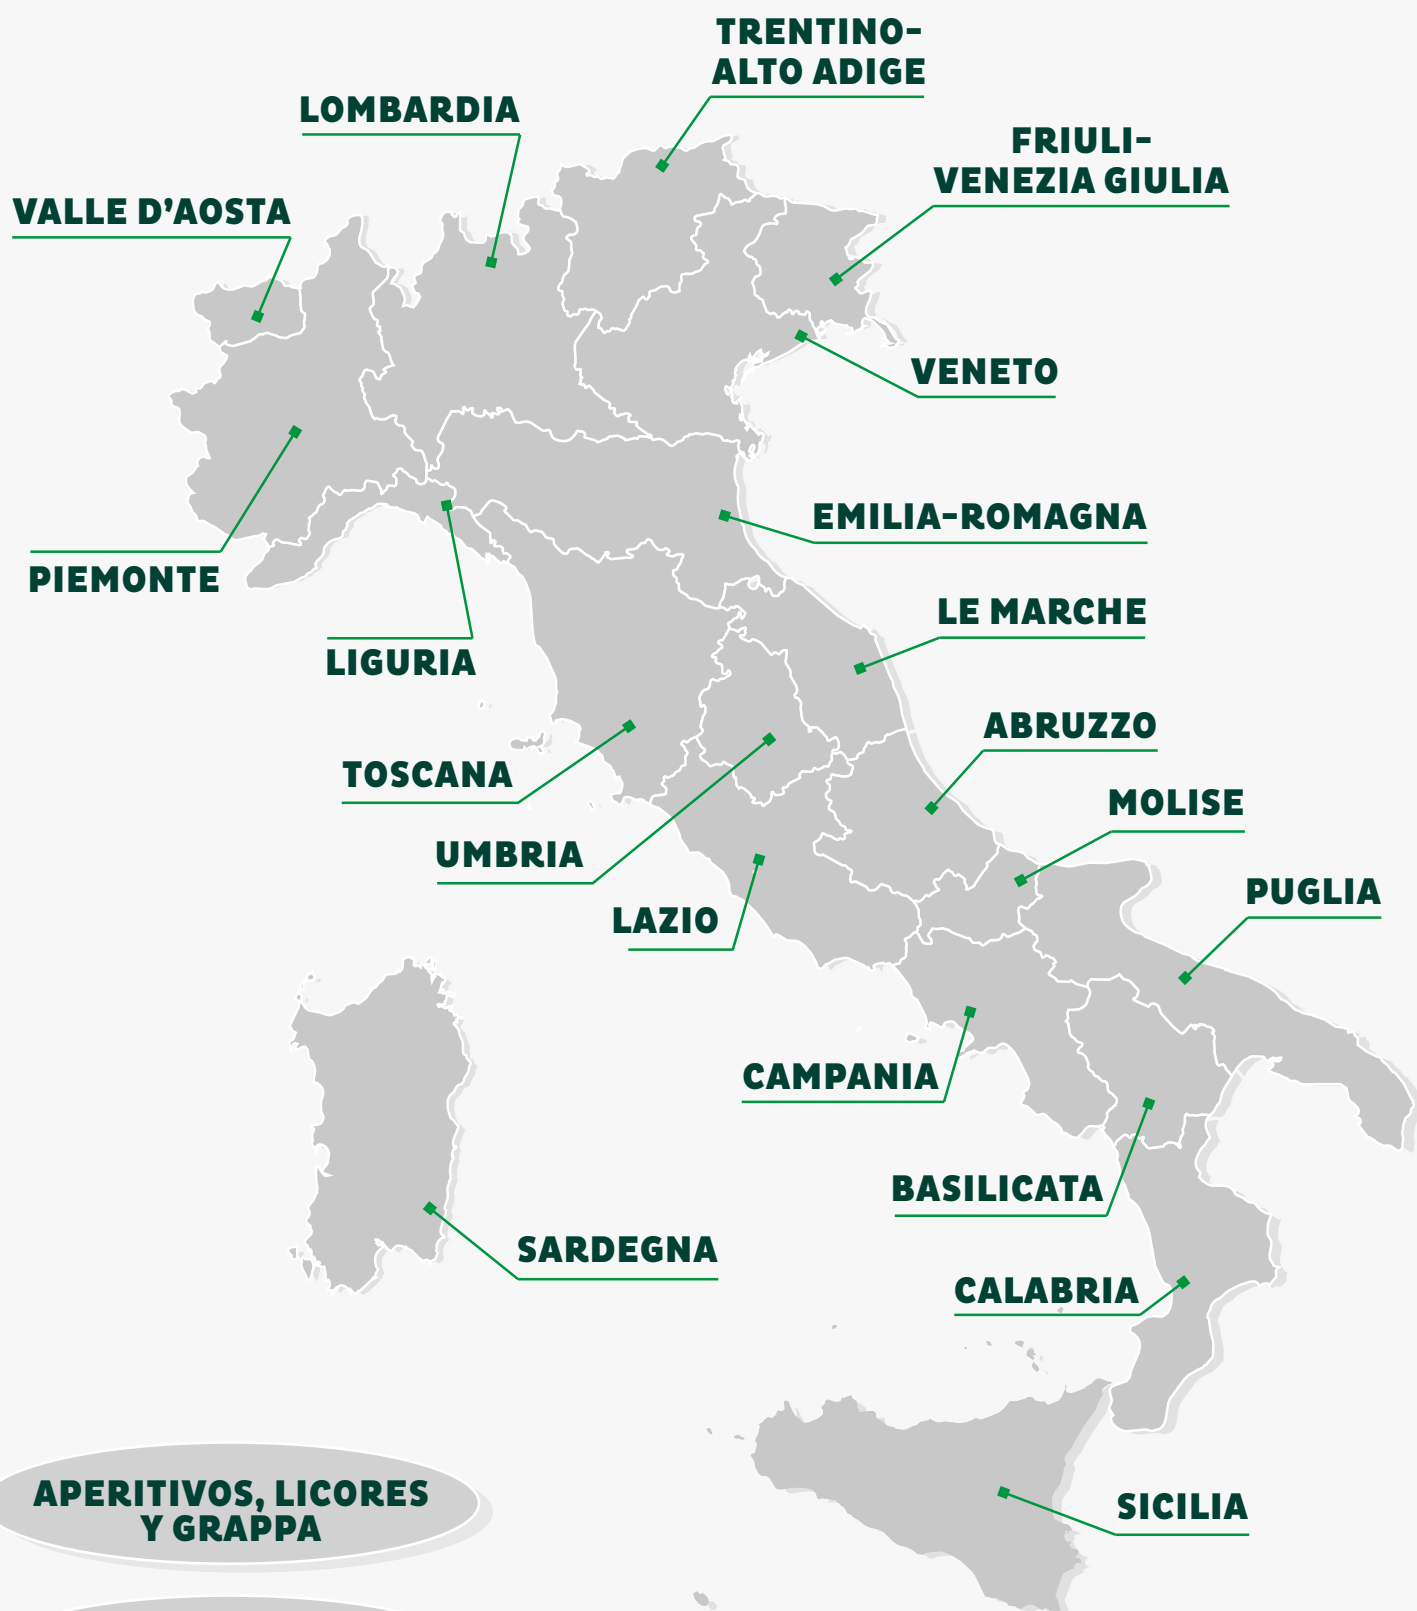 TRENTINO-
ALTO ADIGE
LOMBARDIA
FRIULI-
VENEZIA GIULIA
VALLE D'AOSTA
VENETO
EMILIA-ROMAGNA
PIEMONTE
LE MARCHE
LIGURIA
ABRUZZO
TOSCANA
MOLISE
UMBRIA
PUGLIA
LAZIO
CAMPANIA
BASILICATA
SARDEGNA
CALABRIA
APERITIVOS, LICORES
Y GRAPPA
SICILIA